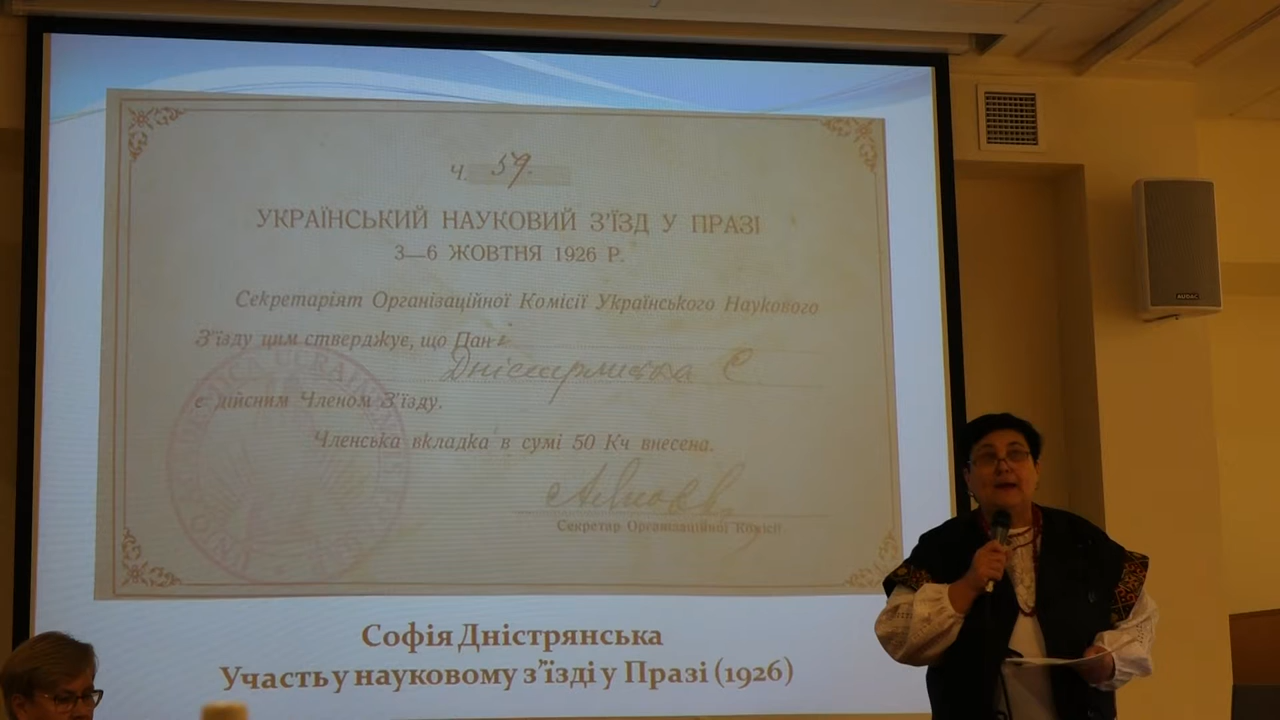 Ч. 59.
УКРАЇНСЬКИЙ НАУКОВИЙ З'ЇЗД У ПРАЗІ
3—6 ЖОВТНЯ 1926 Р.
Секретаріят Організаційної Комісії Українського Наукового
З'їзду цим стверджує, що Пані
Дністрянська С.
є дійсним Членом З'їзду.
Членська вкладка в сумі 50 Кч внесена.
Секретар Організаційної Комісії
Софія Дністрянська
Участь у науковому з'їзді у Празі (1926)
AUDAC